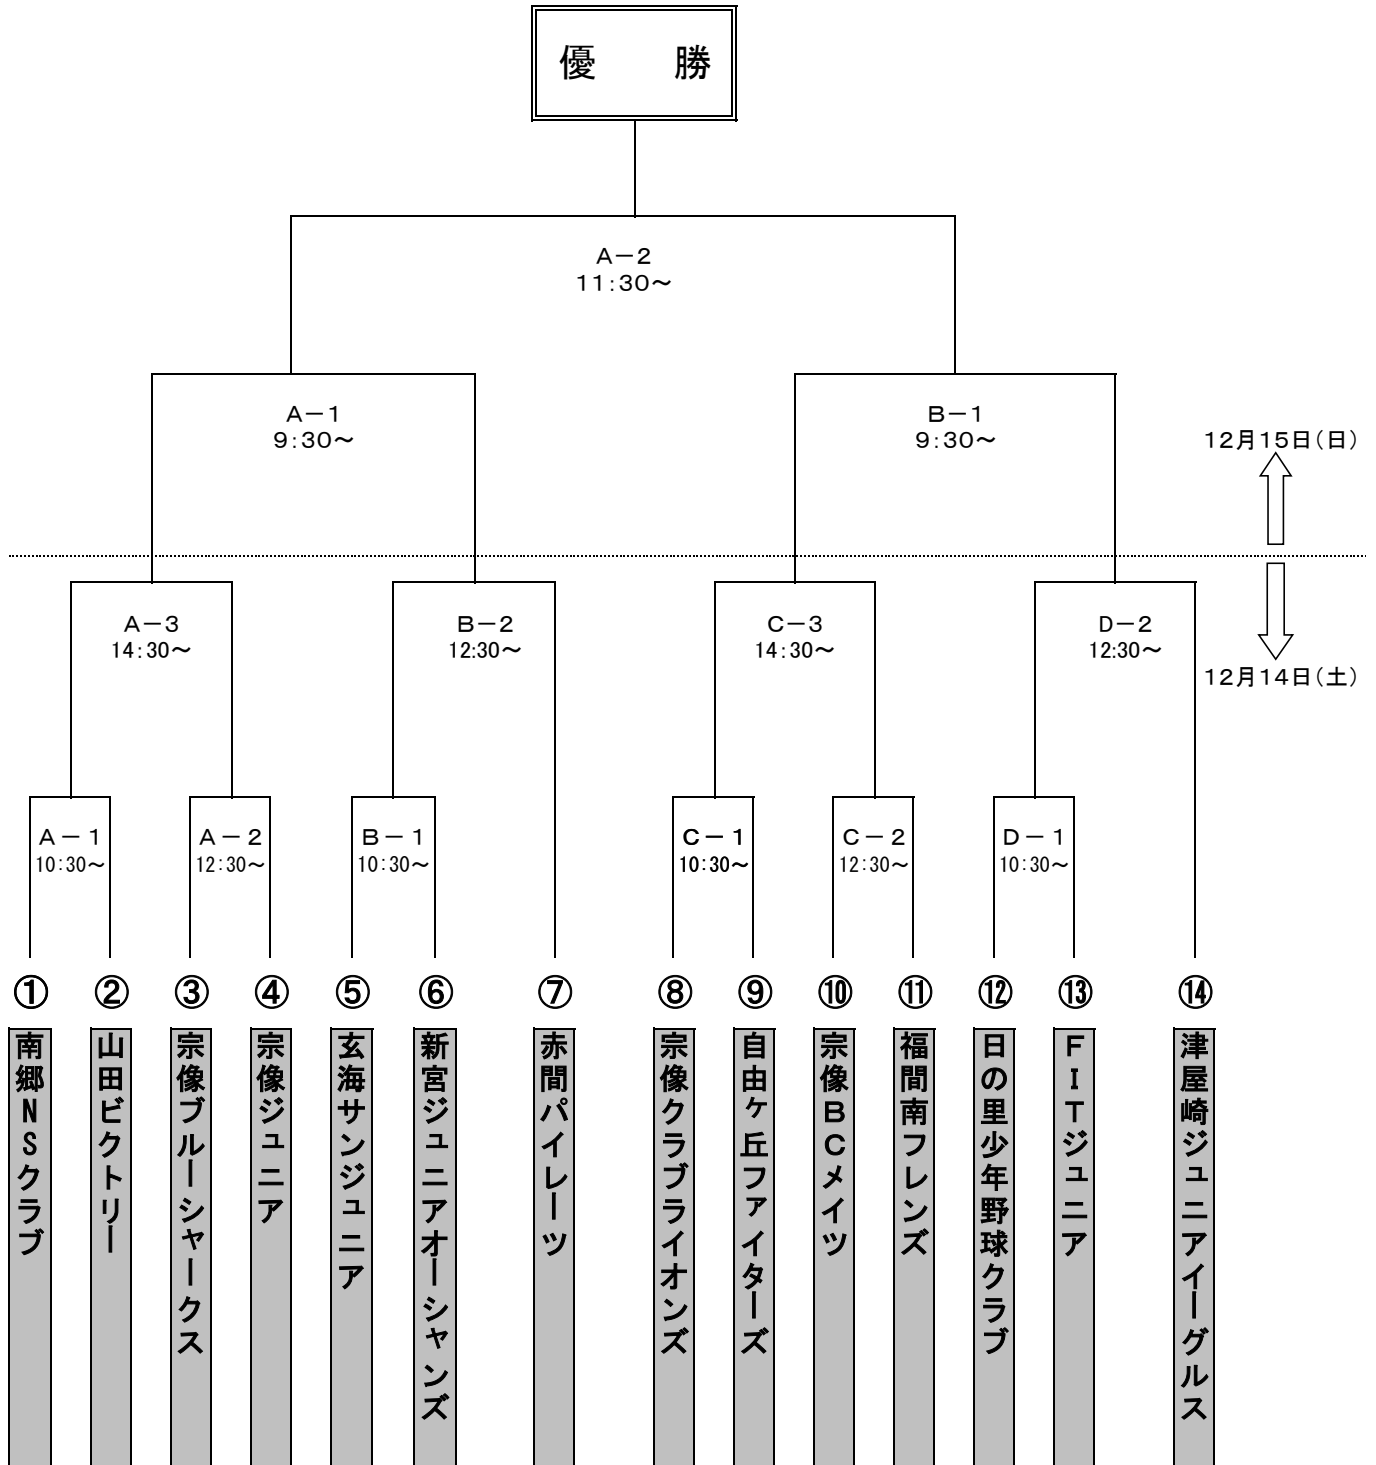 優 勝
A－2
11:30～
A－1
9:30～
B－1
9:30～
12月15日(日)
A－3
14:30～
B－2
12:30～
C－3
14:30～
D－2
12:30～
12月14日(土)
A－1
10:30～
A－2
12:30～
B－1
10:30～
C－1
10:30～
C－2
12:30～
D－1
10:30～
①
②
③
④
⑤
⑥
⑦
⑧
⑨
⑩
⑪
⑫
⑬
⑭
南郷NSクラブ
山田ビクトリー
宗像ブルーシャークス
宗像ジュニア
玄海サンジュニア
新宮ジュニアオーシャンズ
赤間パイレーツ
宗像クラブライオンズ
自由ヶ丘ファイターズ
宗像BCメイツ
福間南フレンズ
日の里少年野球クラブ
FITジュニア
津屋崎ジュニアイーグルス